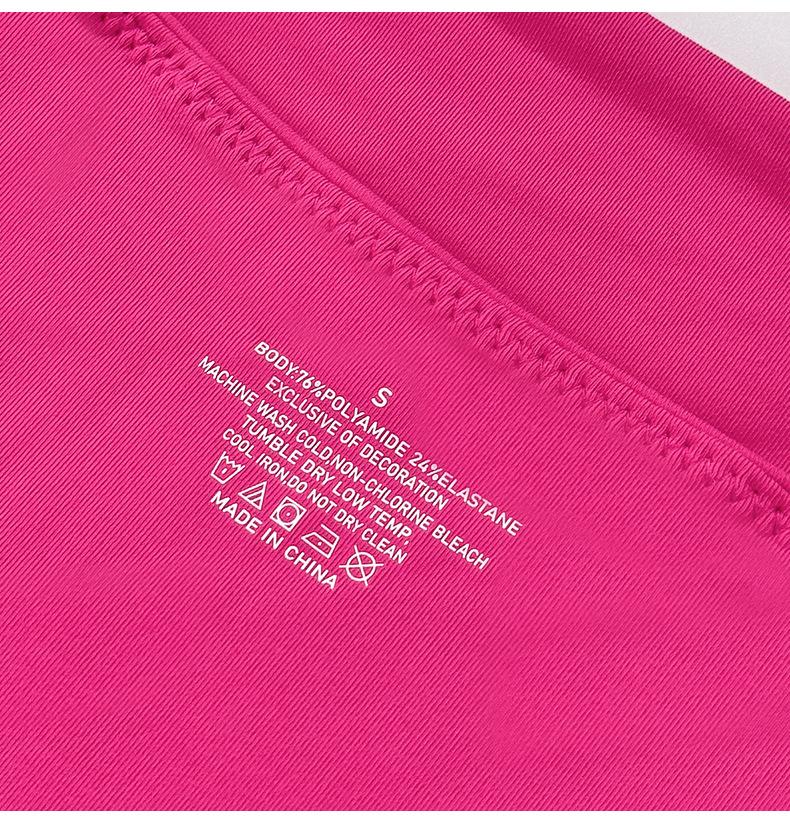 S
BODY:76%POLYAMIDE 24%ELASTANE
EXCLUSIVE OF DECORATION
MACHINE WASH COLD,NON-CHLORINE BLEACH
TUMBLE DRY LOW TEMP,
COOL IRON.DO NOT DRY CLEAN
MADE IN CHINA